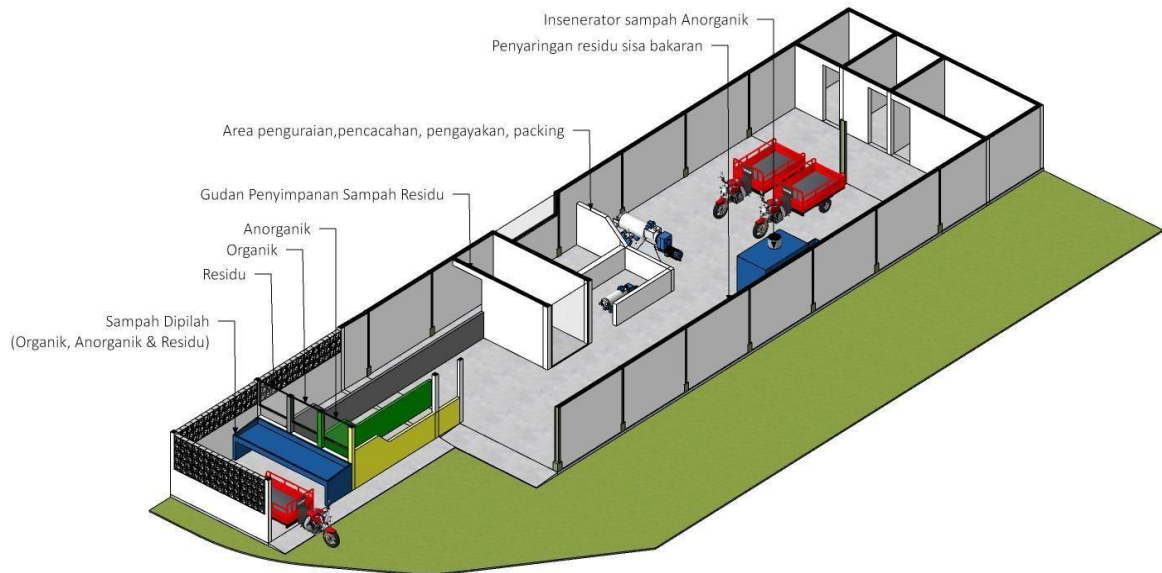 Insenerator sampah Anorganik
Penyaringan residu sisa bakaran
Area penguraian,pencacahan, pengayakan, packing
Gudan Penyimpanan Sampah Residu
Anorganik
Organik
Residu
Sampah Dipilah
(Organik, Anorganik & Residu)